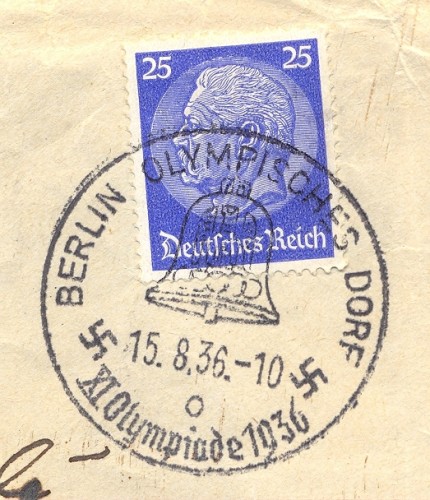 25 25
Deutsches Reich
BERLIN OLYMPISCHES DORF
15.8.36.-10
o
XI Olympiade 1936